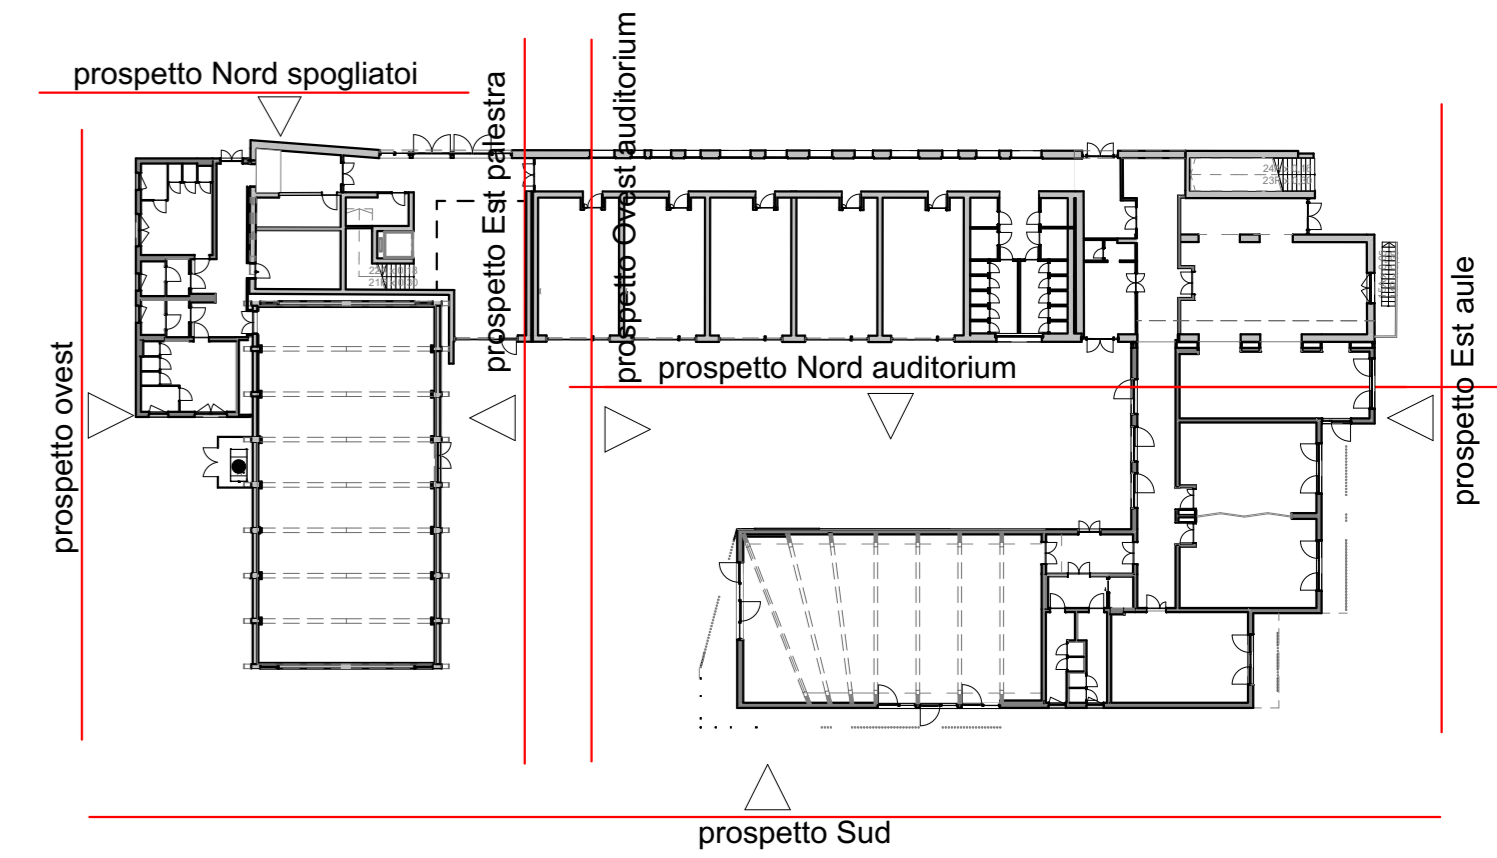 prospetto Nord spogliatoi
prospetto ovest
prospetto Est palestra
prospetto Ovest auditorium
prospetto Nord auditorium
prospetto Est aule
prospetto Sud